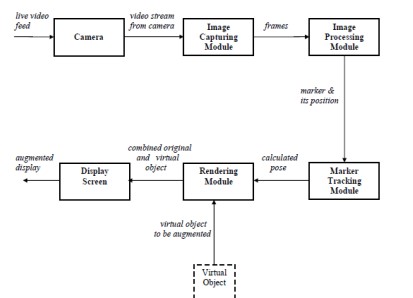 live video
feed
Camera
video stream
from camera
Image
Capturing
Module
frames
Image
Processing
Module
marker &
its position
Marker
Tracking
Module
calculated
pose
Rendering
Module
combined original
and virtual
object
Display
Screen
augmented
display
virtual object
to be augmented
Virtual
Object